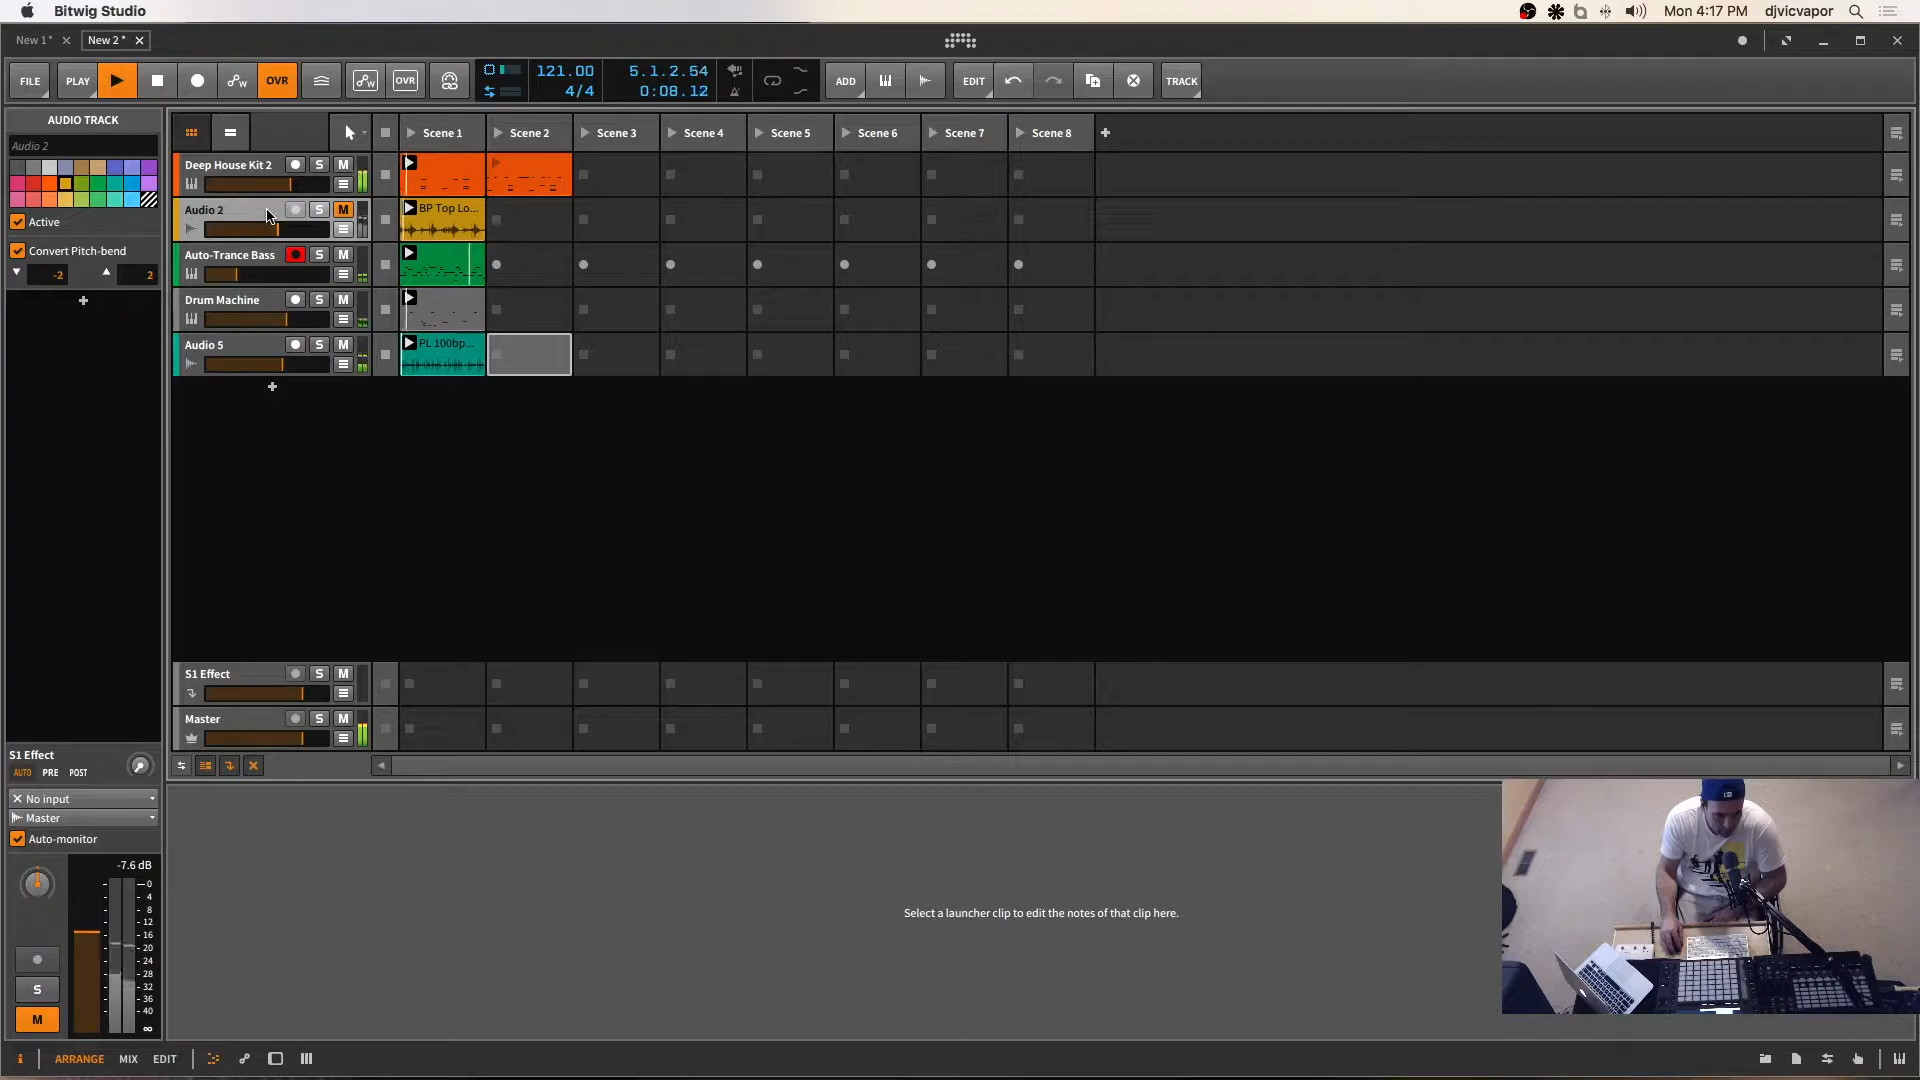 Bitwig Studio
Mon 4:17 PM djvicvapor
New 1* New 2*
FILE PLAY OVR OVR 121.00 4/4 5.1.2.54 0:08.12 ADD EDIT TRACK
AUDIO TRACK
Audio 2
Active
Convert Pitch-bend
-2 2
Scene 1 Scene 2 Scene 3 Scene 4 Scene 5 Scene 6 Scene 7 Scene 8
Deep House Kit 2 S M
Audio 2 S M BP Top Lo...
Auto-Trance Bass S M
Drum Machine S M
Audio 5 S M PL 100bp...
S1 Effect S M
Master S M
S1 Effect
AUTO PRE POST
No input
Master
Auto-monitor
-7.6 dB
0
4
8
12
16
20
24
28
32
36
40
∞
S
M
Select a launcher clip to edit the notes of that clip here.
i ARRANGE MIX EDIT